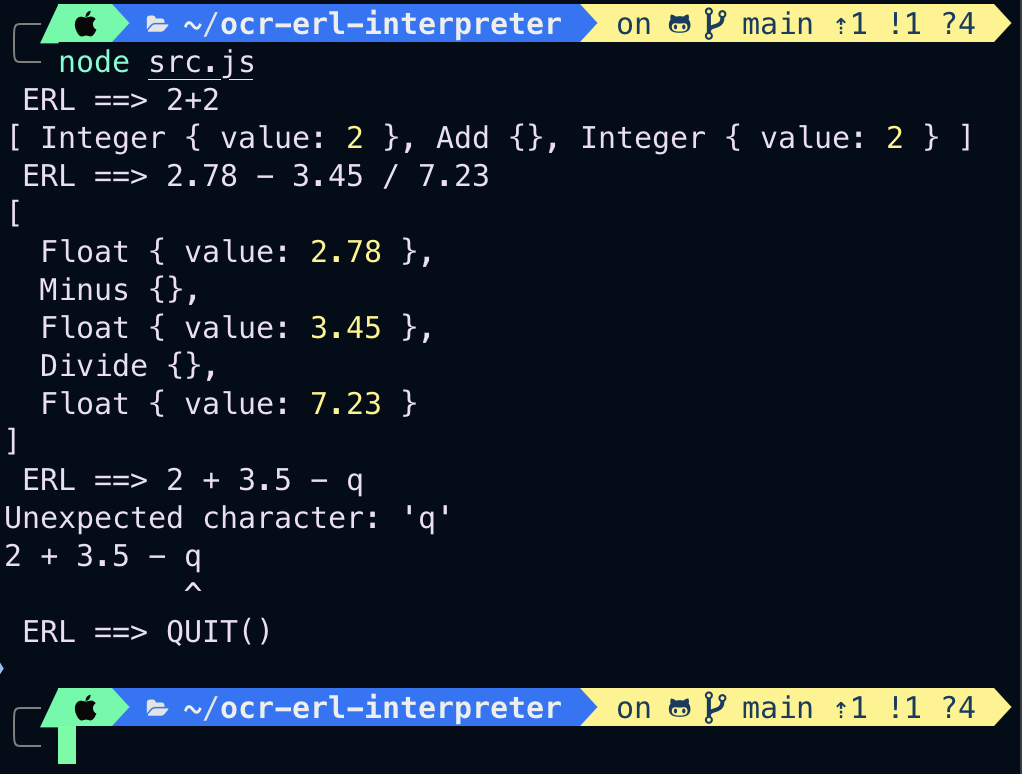 ~/ocr-erl-interpreter on main ⇡1 !1 ?4
node src.js
ERL ==> 2+2
[ Integer { value: 2 }, Add {}, Integer { value: 2 } ]
ERL ==> 2.78 - 3.45 / 7.23
[
  Float { value: 2.78 },
  Minus {},
  Float { value: 3.45 },
  Divide {},
  Float { value: 7.23 }
]
ERL ==> 2 + 3.5 - q
Unexpected character: 'q'
2 + 3.5 - q
          ^
ERL ==> QUIT()
~/ocr-erl-interpreter on main ⇡1 !1 ?4